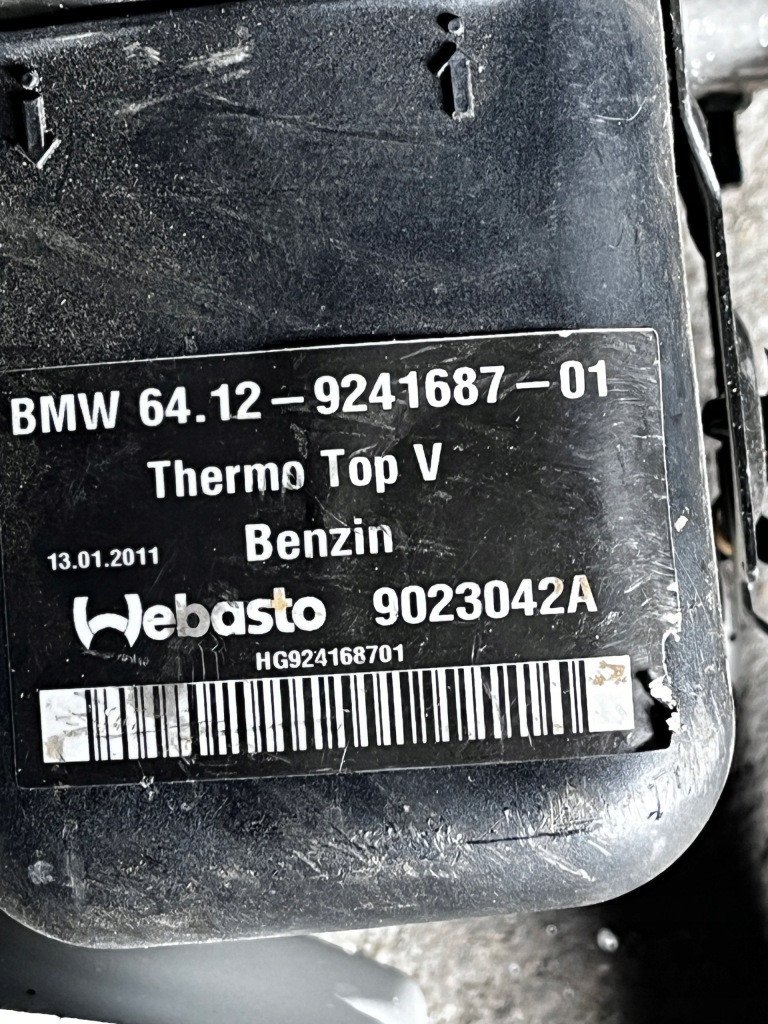 BMW 64.12-9241687-01
Thermo Top V
Benzin
13.01.2011
Webasto 9023042A
HG924168701